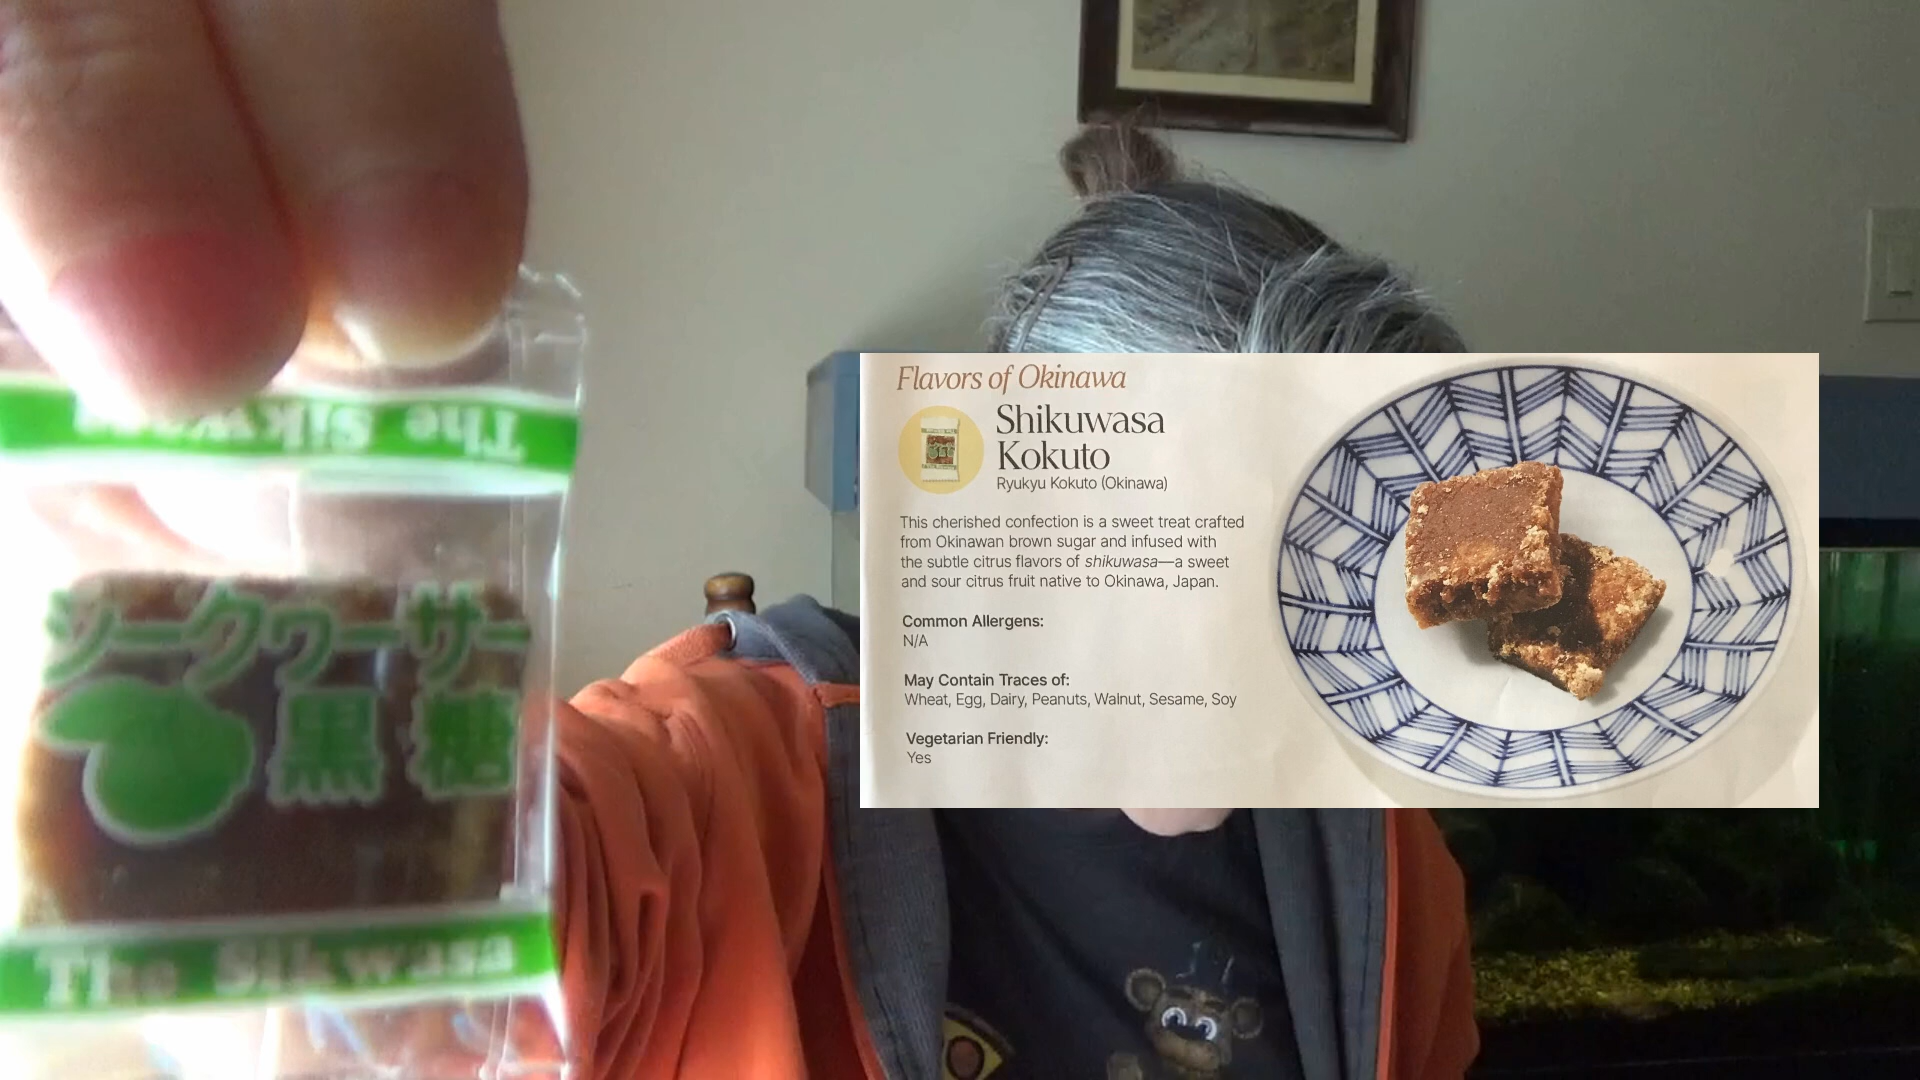 The Sikwasa
シークヮーサー
黒糖
The Sikwasa
Flavors of Okinawa
Shikuwasa
Kokuto
Ryukyu Kokuto (Okinawa)
This cherished confection is a sweet treat crafted
from Okinawan brown sugar and infused with
the subtle citrus flavors of shikuwasa—a sweet
and sour citrus fruit native to Okinawa, Japan.
Common Allergens:
N/A
May Contain Traces of:
Wheat, Egg, Dairy, Peanuts, Walnut, Sesame, Soy
Vegetarian Friendly:
Yes